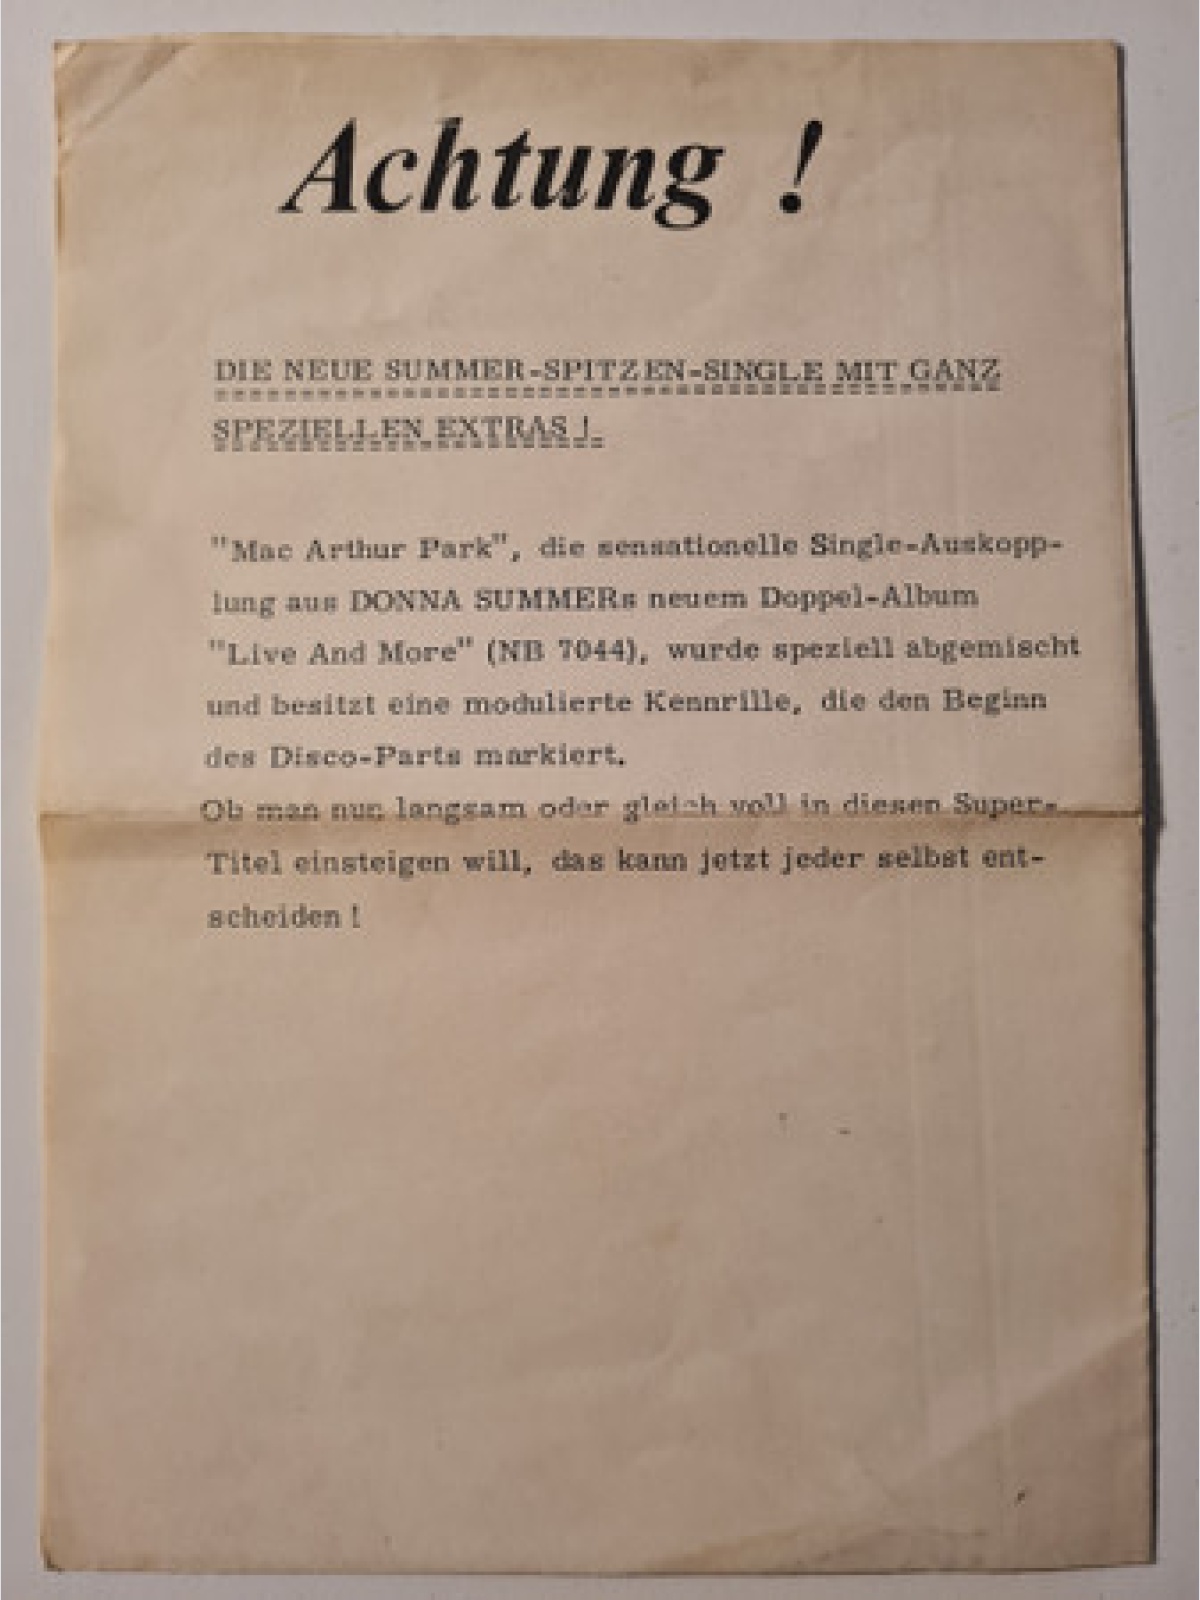 Achtung !
DIE NEUE SUMMER-SPITZEN-SINGLE MIT GANZ
SPEZIELLEN EXTRAS !
"Mac Arthur Park", die sensationelle Single-Auskopp-
lung aus DONNA SUMMERs neuem Doppel-Album
"Live And More" (NB 7044), wurde speziell abgemischt
und besitzt eine modulierte Kennrille, die den Beginn
des Disco-Parts markiert.
Ob man nun langsam oder gleich voll in diesen Super-
Titel einsteigen will, das kann jetzt jeder selbst ent-
scheiden !